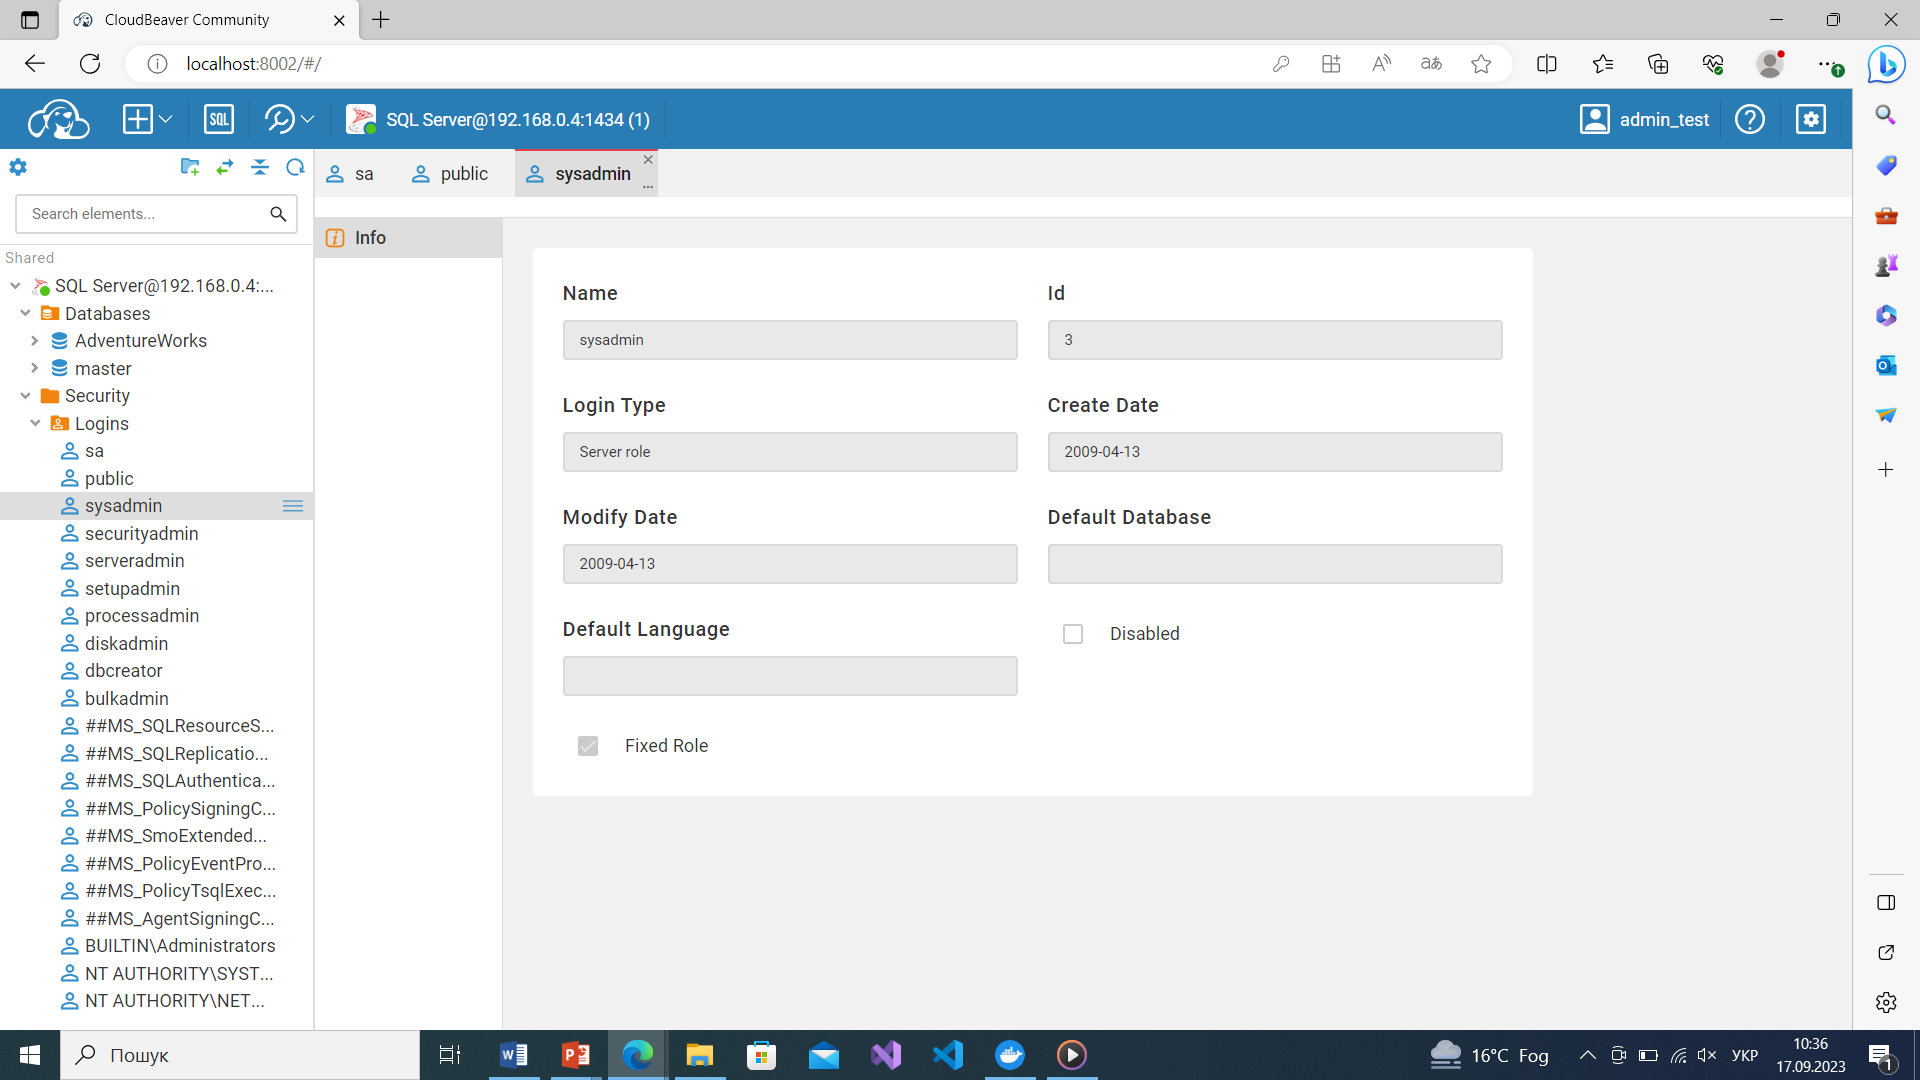 CloudBeaver Community
localhost:8002/#/
SQL
SQL Server@192.168.0.4:1434 (1)
admin_test
sa
public
sysadmin
Search elements...
Info
Shared
SQL Server@192.168.0.4:...
Databases
AdventureWorks
master
Security
Logins
sa
public
sysadmin
securityadmin
serveradmin
setupadmin
processadmin
diskadmin
dbcreator
bulkadmin
##MS_SQLResourceS...
##MS_SQLReplicatio...
##MS_SQLAuthentica...
##MS_PolicySigningC...
##MS_SmoExtended...
##MS_PolicyEventPro...
##MS_PolicyTsqlExec...
##MS_AgentSigningC...
BUILTIN\Administrators
NT AUTHORITY\SYST...
NT AUTHORITY\NET...
Name
sysadmin
Id
3
Login Type
Server role
Create Date
2009-04-13
Modify Date
2009-04-13
Default Database
Default Language
Disabled
Fixed Role
Пошук
16°C Fog
УКР
10:36
17.09.2023
1